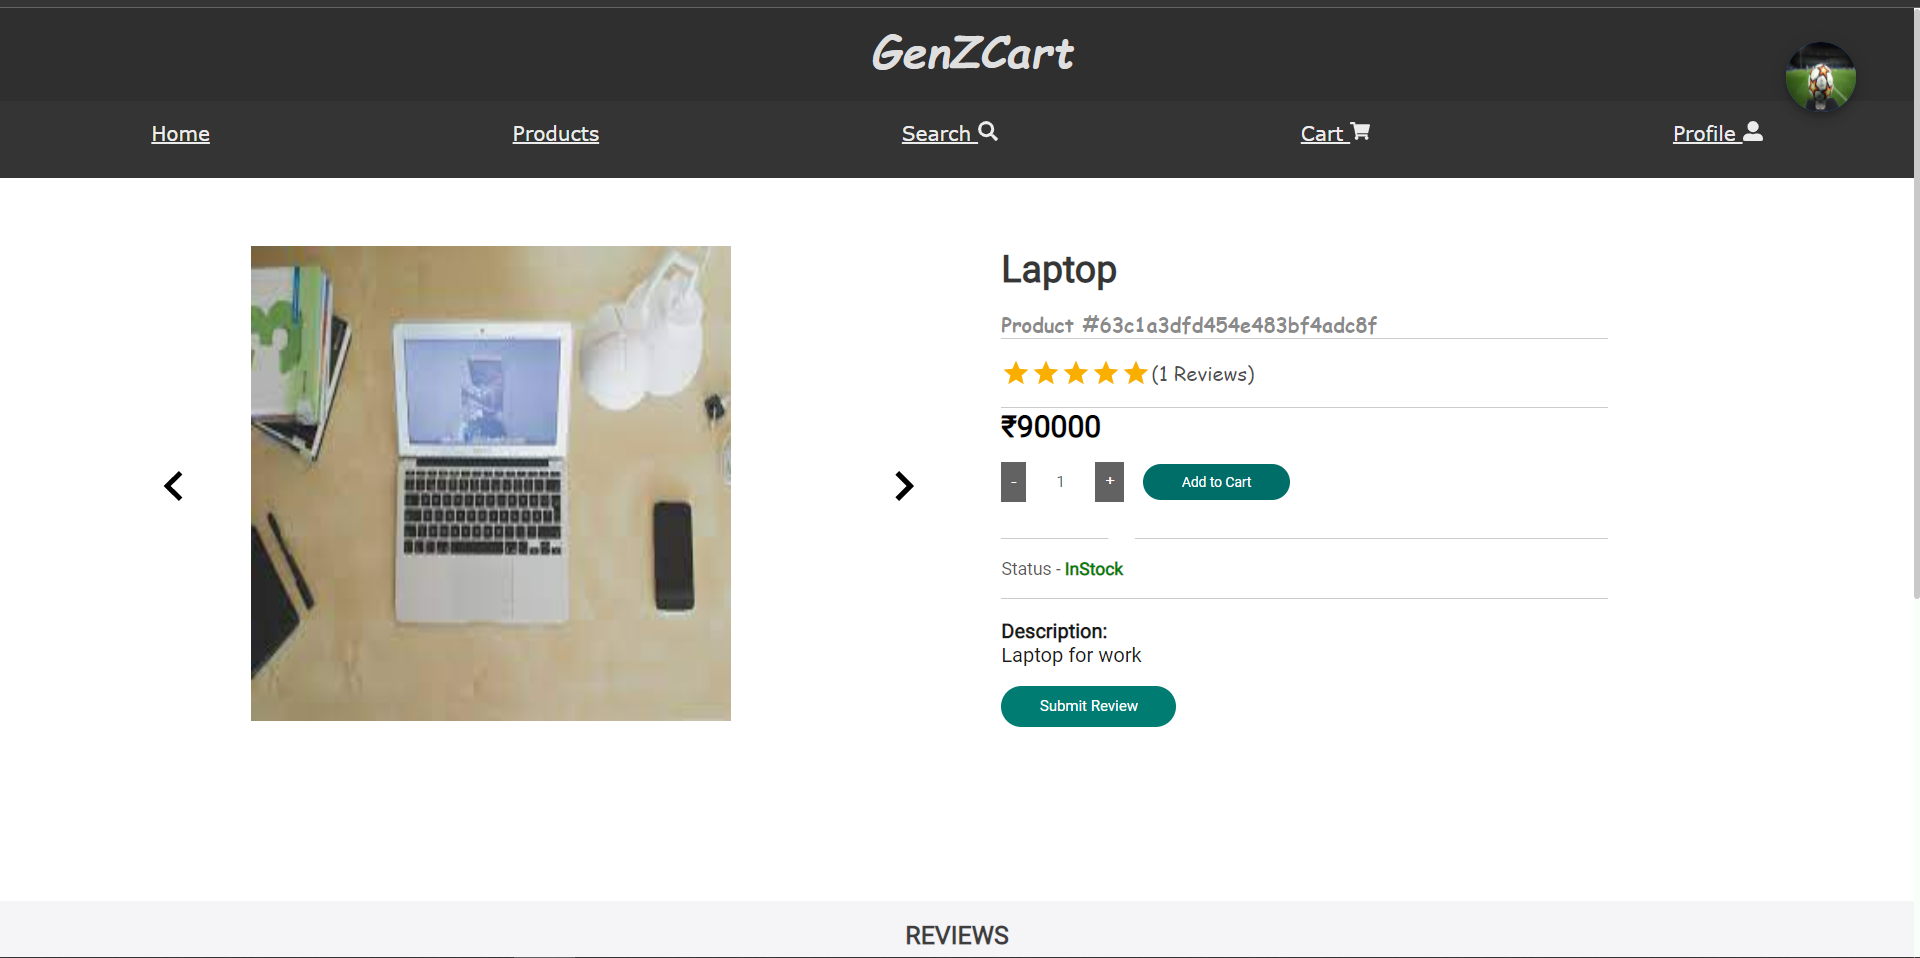 GenZCart
Home Products Search Cart Profile
Laptop
Product #63c1a3dfd454e483bf4adc8f
(1 Reviews)
₹90000
- 1 + Add to Cart
Status - InStock
Description:
Laptop for work
Submit Review
REVIEWS